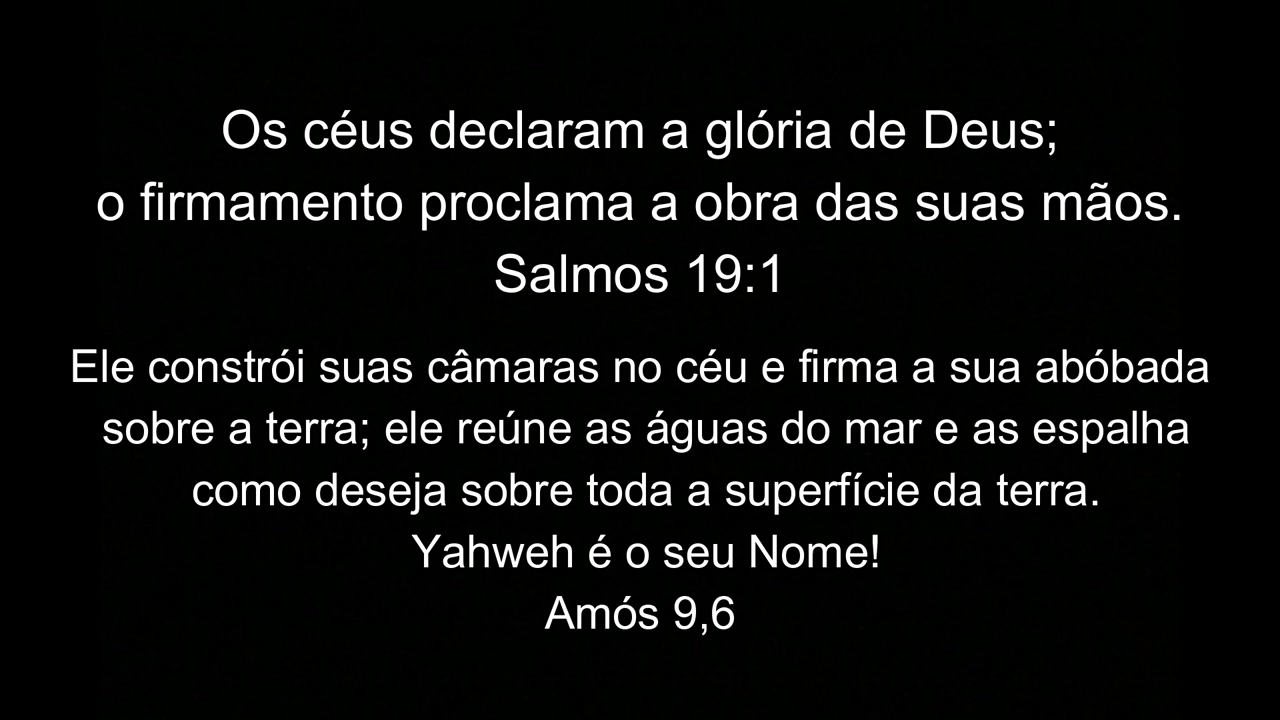 Os céus declaram a glória de Deus;
o firmamento proclama a obra das suas mãos.
Salmos 19:1
Ele constrói suas câmaras no céu e firma a sua abóbada
sobre a terra; ele reúne as águas do mar e as espalha
como deseja sobre toda a superfície da terra.
Yahweh é o seu Nome!
Amós 9,6